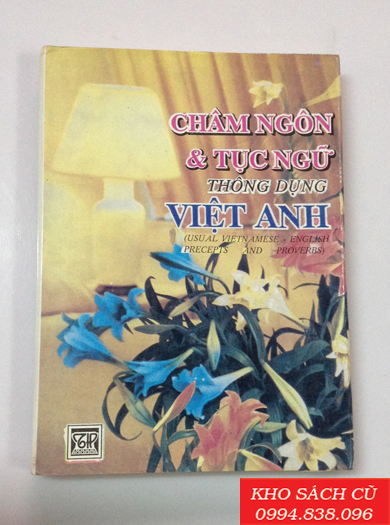 CHÂM NGÔN
& TỤC NGỮ
THÔNG DỤNG
VIỆT ANH
(USUAL VIETNAMESE - ENGLISH
PRECEPTS AND PROVERBS)
KHO SÁCH CŨ
0994.838.096